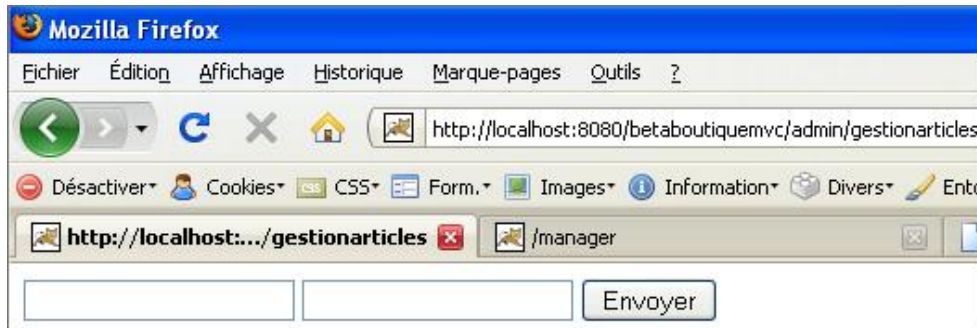 Mozilla Firefox
Fichier Édition Affichage Historique Marque-pages Outils ?
http://localhost:8080/betaboutiquemvc/admin/gestionarticles
Désactiver Cookies CSS Form. Images Information Divers
http://localhost:.../gestionarticles /manager
Envoyer